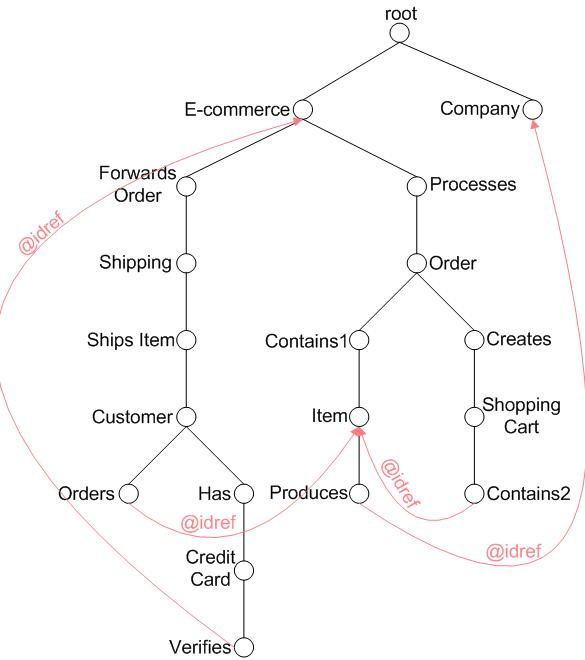 root
E-commerce
Company
Forwards
Order
Processes
@idref
Shipping
Order
Ships Item
Contains1
Creates
Customer
Item
Shopping
Cart
@idref
Orders
Has
Produces
Contains2
@idref
@idref
Credit
Card
Verifies